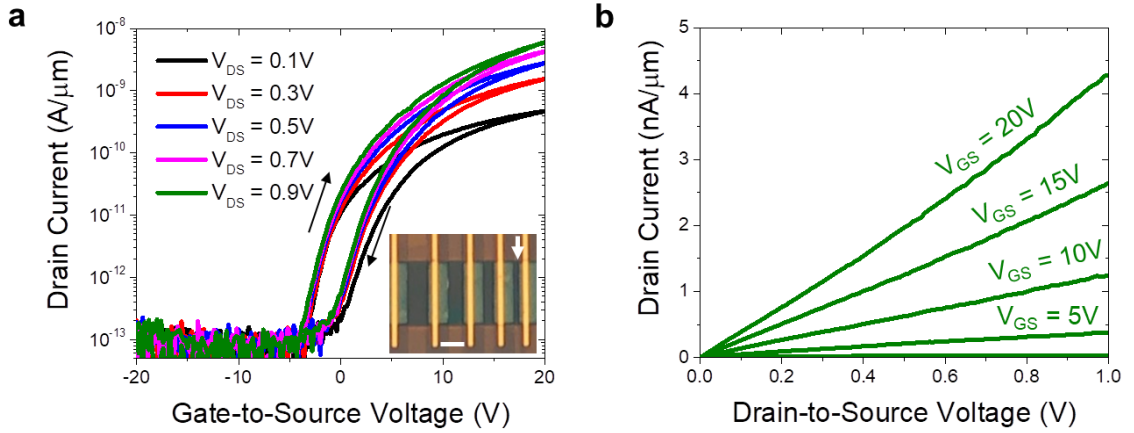 a
Drain Current (A/μm)
10⁻⁸
10⁻⁹
10⁻¹⁰
10⁻¹¹
10⁻¹²
10⁻¹³
V_DS = 0.1V
V_DS = 0.3V
V_DS = 0.5V
V_DS = 0.7V
V_DS = 0.9V
-20 -10 0 10 20
Gate-to-Source Voltage (V)
b
Drain Current (nA/μm)
5
4
3
2
1
0
V_GS = 20V
V_GS = 15V
V_GS = 10V
V_GS = 5V
0.0 0.2 0.4 0.6 0.8 1.0
Drain-to-Source Voltage (V)